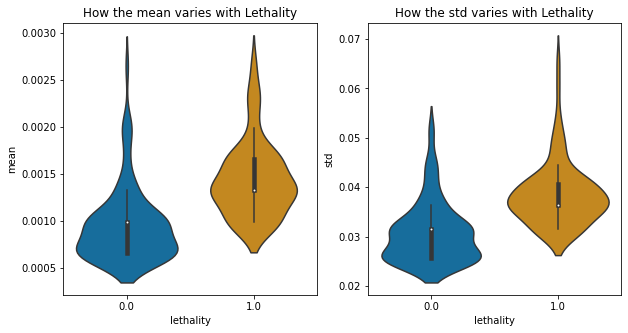 How the mean varies with Lethality
0.0030
0.0025
0.0020
0.0015
0.0010
0.0005
mean
0.0
1.0
lethality
How the std varies with Lethality
0.07
0.06
0.05
0.04
0.03
0.02
std
0.0
1.0
lethality